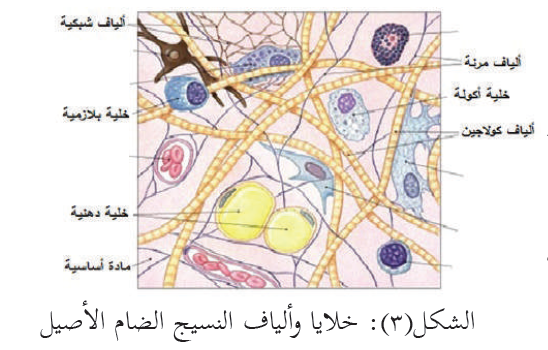 ألياف شبكية
ألياف مرنة
خلية أكولة
خلية بلازمية
ألياف كولاجين
خلية دهنية
مادة أساسية
الشكل(٣): خلايا وألياف النسيج الضام الأصيل